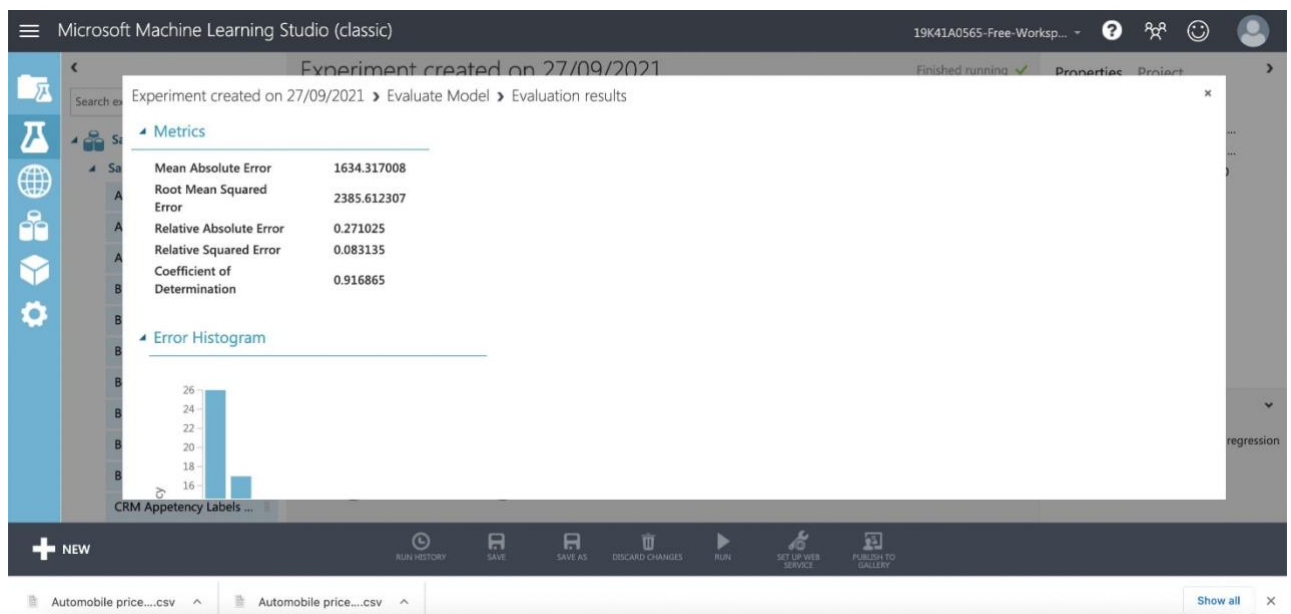 Microsoft Machine Learning Studio (classic)
19K41A0565-Free-Worksp...
Experiment created on 27/09/2021
Finished running
Properties Project
Search ex
Experiment created on 27/09/2021 > Evaluate Model > Evaluation results
×
Metrics
Sa
Sa
Mean Absolute Error 1634.317008
Root Mean Squared
Error 2385.612307
Relative Absolute Error 0.271025
Relative Squared Error 0.083135
Coefficient of
Determination 0.916865
A
A
A
B
B
B
B
B
B
B
Error Histogram
26
24
22
20
18
16
cy
regression
CRM Appetency Labels ...
NEW
RUN HISTORY
SAVE
SAVE AS
DISCARD CHANGES
RUN
SET UP WEB
SERVICE
PUBLISH TO
GALLERY
Automobile price....csv
Automobile price....csv
Show all